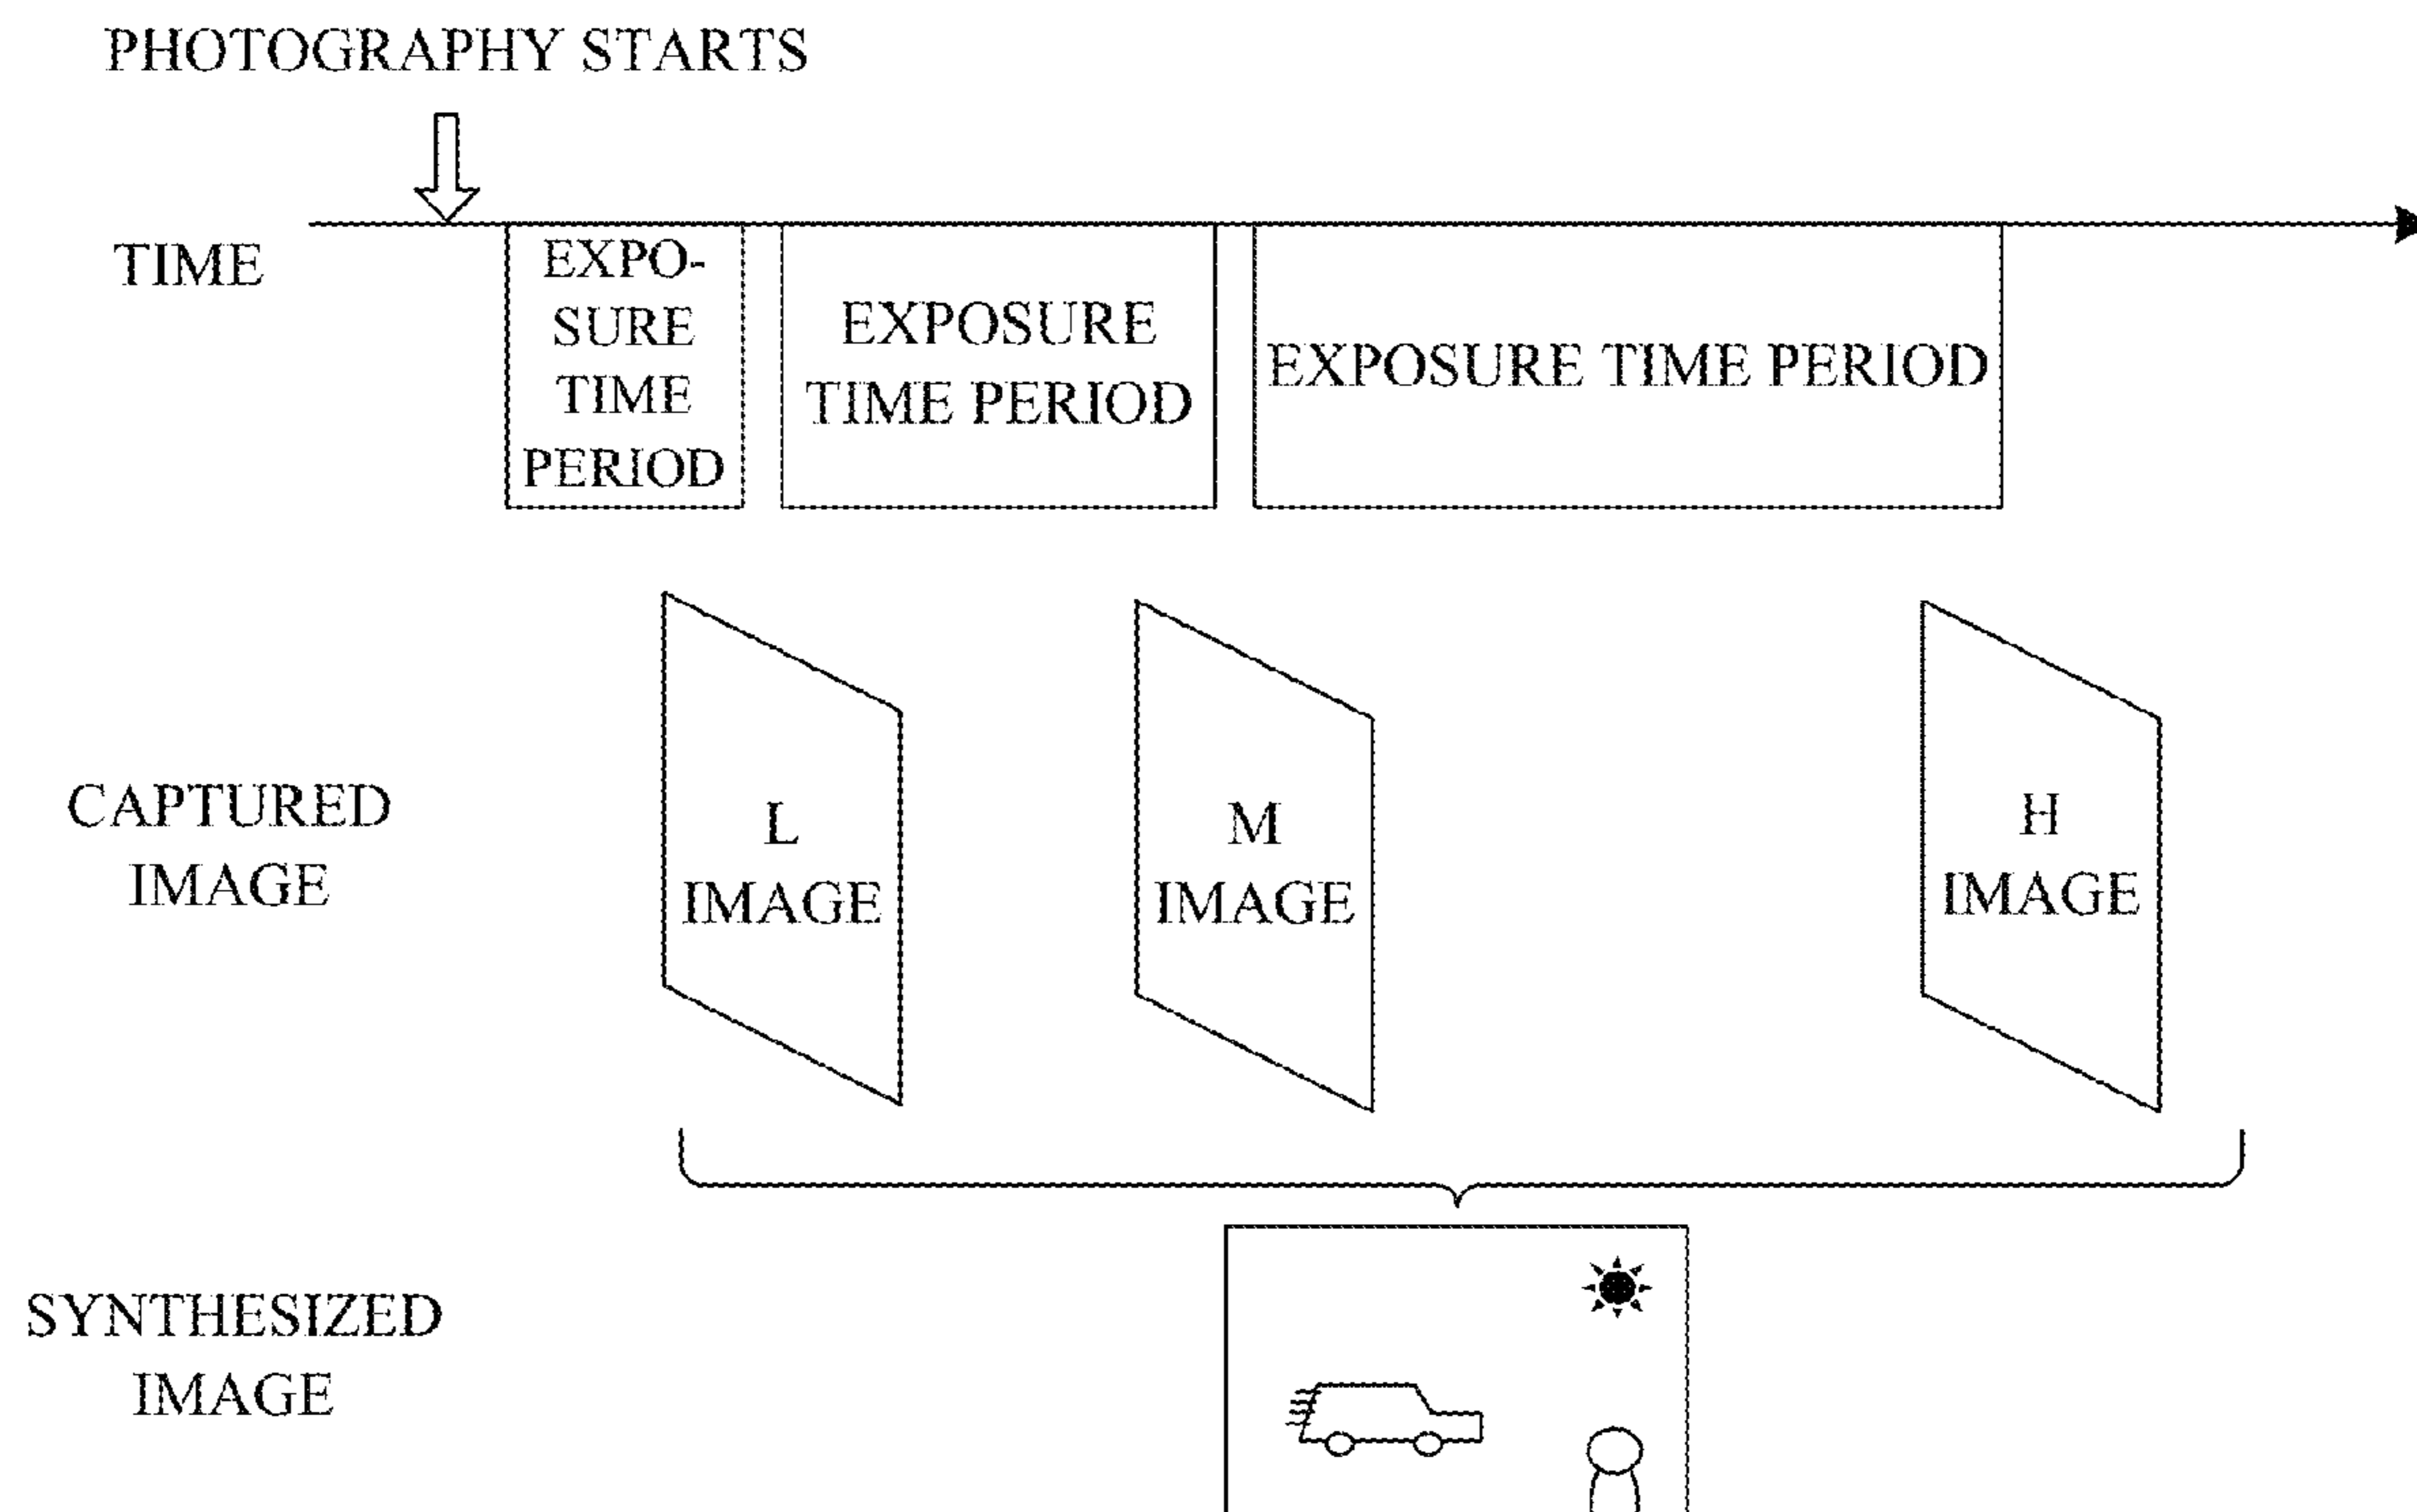 PHOTOGRAPHY STARTS
TIME
EXPO-
SURE
TIME
PERIOD
EXPOSURE
TIME PERIOD
EXPOSURE TIME PERIOD
CAPTURED
IMAGE
L
IMAGE
M
IMAGE
H
IMAGE
SYNTHESIZED
IMAGE